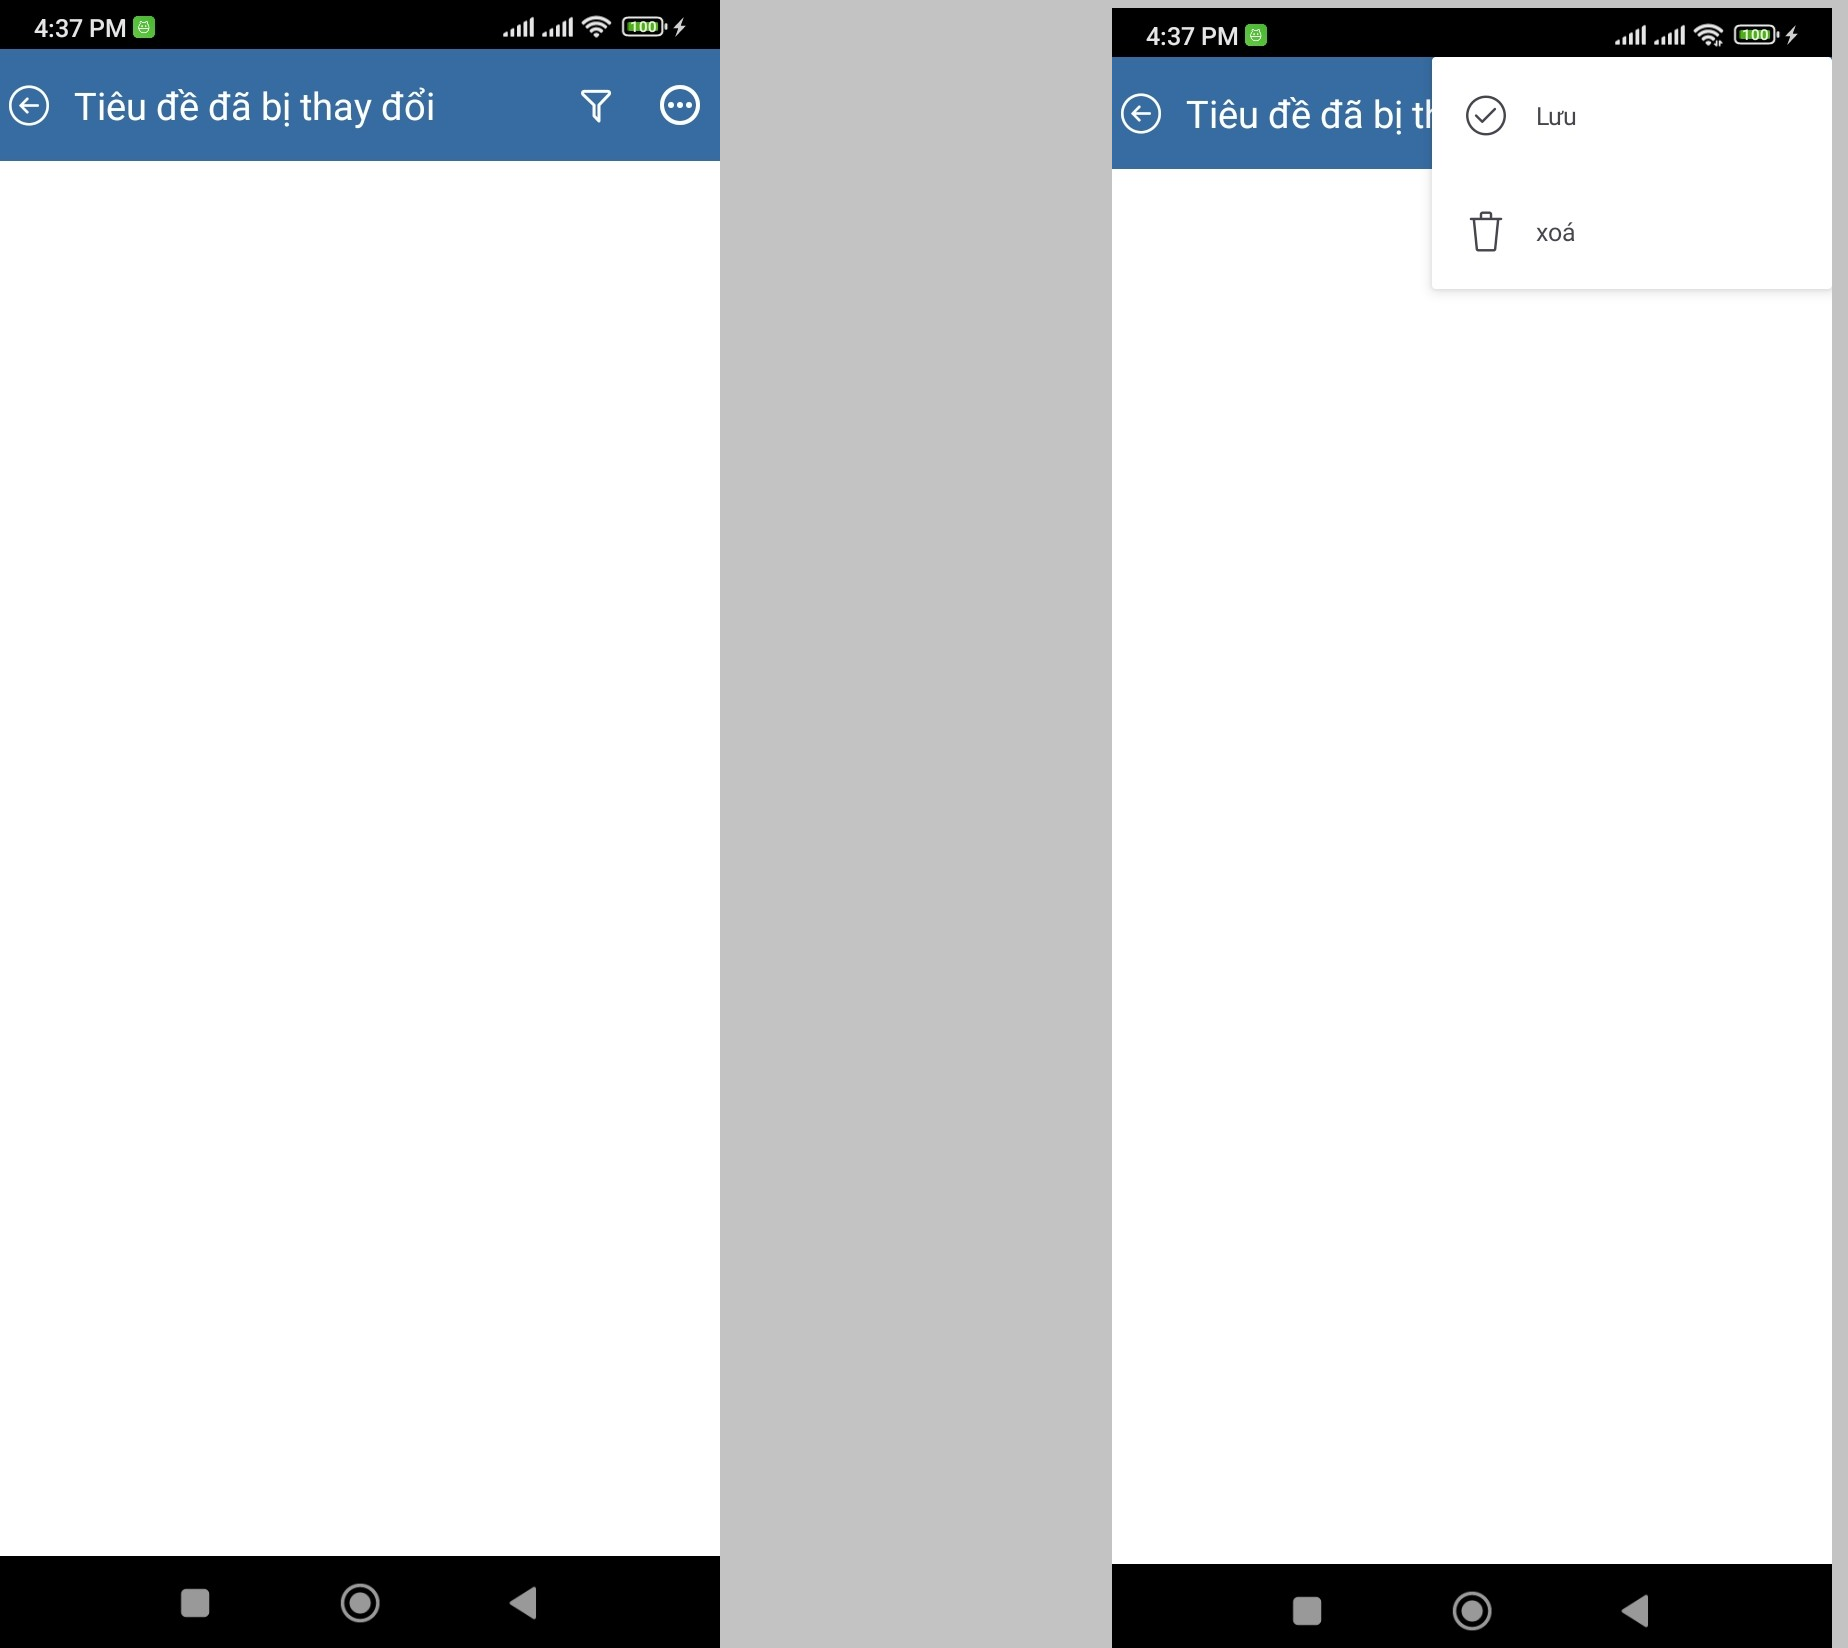 4:37 PM
100
Tiêu đề đã bị thay đổi
4:37 PM
100
Tiêu đề đã bị th
Lưu
xoá